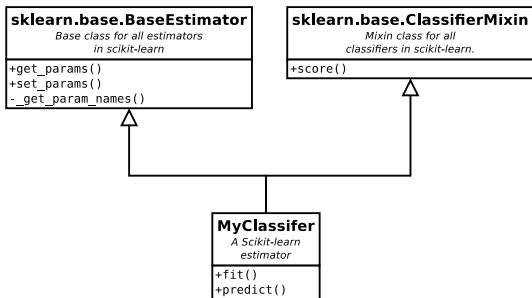 sklearn.base.BaseEstimator
Base class for all estimators
in scikit-learn
+get_params()
+set_params()
-_get_param_names()
sklearn.base.ClassifierMixin
Mixin class for all
classifiers in scikit-learn.
+score()
MyClassifer
A Scikit-learn
estimator
+fit()
+predict()